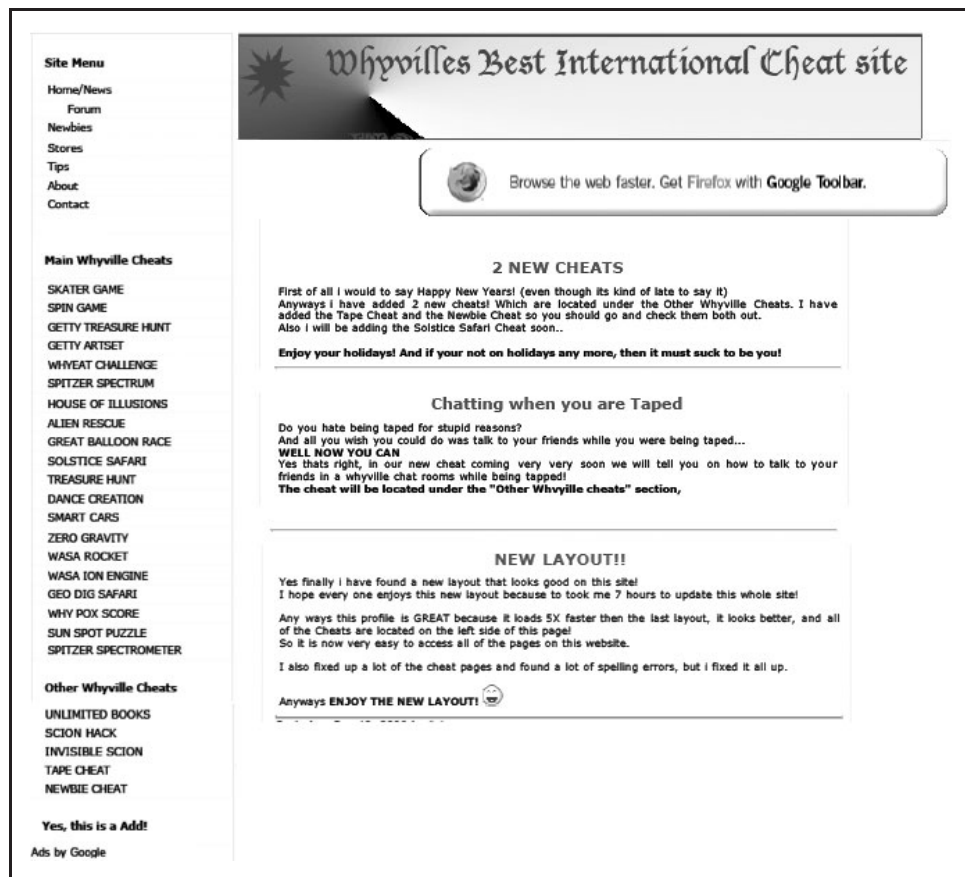 Whyvilles Best International Cheat site
Browse the web faster. Get Firefox with Google Toolbar.
Site Menu
Home/News
Forum
Newbies
Stores
Tips
About
Contact
Main Whyville Cheats
SKATER GAME
SPIN GAME
GETTY TREASURE HUNT
GETTY ARTSET
WHYEAT CHALLENGE
SPITZER SPECTRUM
HOUSE OF ILLUSIONS
ALIEN RESCUE
GREAT BALLOON RACE
SOLSTICE SAFARI
TREASURE HUNT
DANCE CREATION
SMART CARS
ZERO GRAVITY
WASA ROCKET
WASA ION ENGINE
GEO DIG SAFARI
WHY POX SCORE
SUN SPOT PUZZLE
SPITZER SPECTROMETER
Other Whyville Cheats
UNLIMITED BOOKS
SCION HACK
INVISIBLE SCION
TAPE CHEAT
NEWBIE CHEAT
Yes, this is a Add!
Ads by Google
2 NEW CHEATS
First of all i would to say Happy New Years! (even though its kind of late to say it)
Anyways i have added 2 new cheats! Which are located under the Other Whyville Cheats. I have
added the Tape Cheat and the Newbie Cheat so you should go and check them both out.
Also i will be adding the Solstice Safari Cheat soon..
Enjoy your holidays! And if your not on holidays any more, then it must suck to be you!
Chatting when you are Taped
Do you hate being taped for stupid reasons?
And all you wish you could do was talk to your friends while you were being taped...
WELL NOW YOU CAN
Yes thats right, in our new cheat coming very very soon we will tell you on how to talk to your
friends in a whyville chat rooms while being tapped!
The cheat will be located under the "Other Whvyille cheats" section,
NEW LAYOUT!!
Yes finally i have found a new layout that looks good on this site!
I hope every one enjoys this new layout because to took me 7 hours to update this whole site!
Any ways this profile is GREAT because it loads 5X faster then the last layout, it looks better, and all
of the Cheats are located on the left side of this page!
So it is now very easy to access all of the pages on this website.
I also fixed up a lot of the cheat pages and found a lot of spelling errors, but i fixed it all up.
Anyways ENJOY THE NEW LAYOUT!